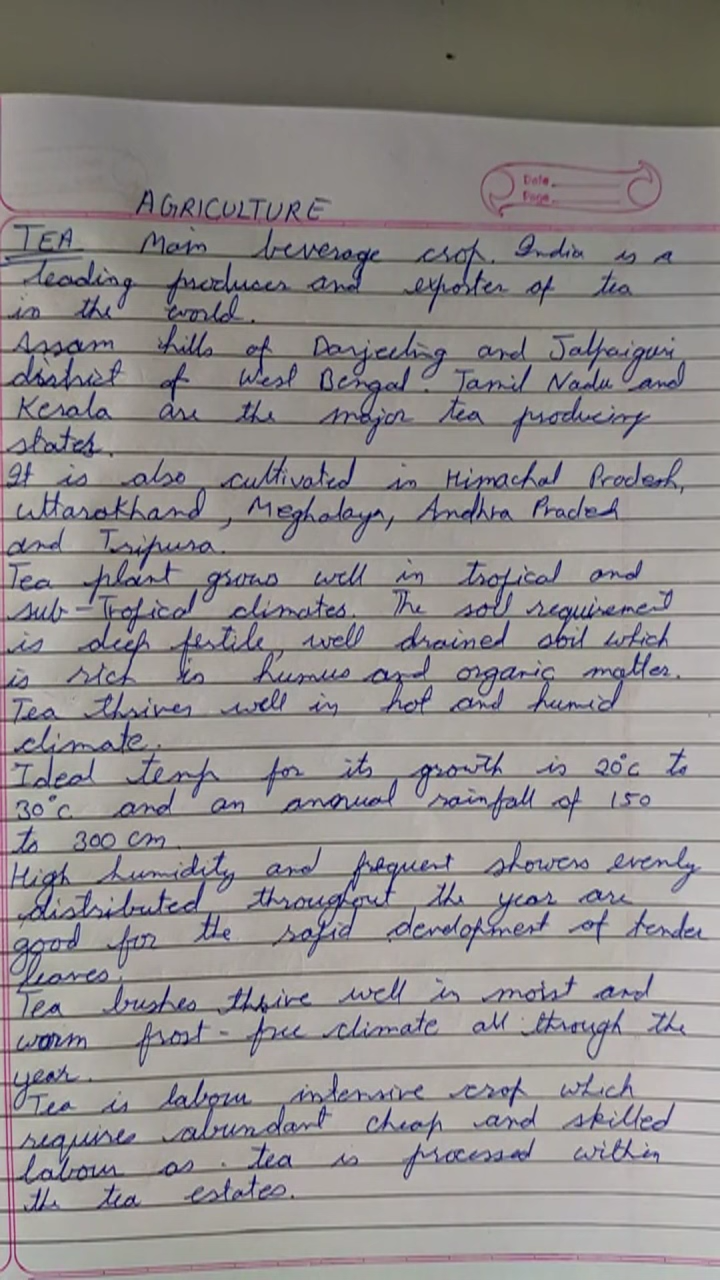 Date
Page
AGRICULTURE
TEA Main beverage crop. India is a
leading producer and exporter of tea
in the world.
Assam hills of Darjeeling and Jalpaiguri
district of West Bengal. Tamil Nadu and
Kerala are the major tea producing
states.
It is also cultivated in Himachal Pradesh,
Uttarakhand, Meghalaya, Andhra Pradesh
and Tripura.
Tea plant grows well in tropical and
sub-Tropical climates. The soil requirement
is deep fertile, well drained soil which
is rich in humus and organic matter.
Tea thrives well in hot and humid
climate.
Ideal temp for its growth is 20°c to
30°c and an annual rainfall of 150
to 300 cm.
High humidity and frequent showers evenly
distributed throughout the year are
good for the rapid development of tender
leaves.
Tea bushes thrive well in moist and
warm frost-free climate all through the
year.
Tea is labour intensive crop which
requires abundant cheap and skilled
labour as tea is processed within
the tea estates.